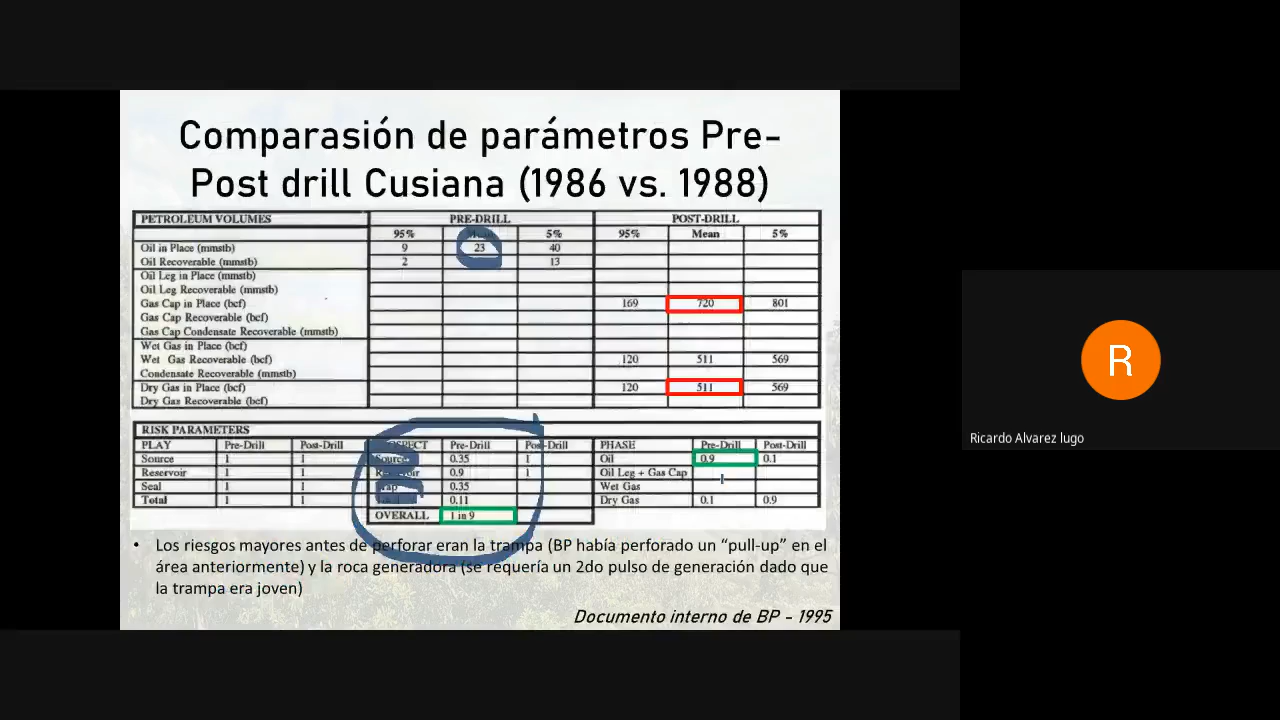 Comparasión de parámetros Pre-
Post drill Cusiana (1986 vs. 1988)
PETROLEUM VOLUMES PRE-DRILL POST-DRILL
95% 5% 95% Mean 5%
Oil in Place (mmstb) 9 23 40
Oil Recoverable (mmstb) 2 13
Oil Leg in Place (mmstb)
Oil Leg Recoverable (mmstb)
Gas Cap in Place (bcf) 169 720 801
Gas Cap Recoverable (bcf)
Gas Cap Condensate Recoverable (mmstb)
Wet Gas in Place (bcf)
Wet Gas Recoverable (bcf) 120 511 569
Condensate Recoverable (mmstb)
Dry Gas in Place (bcf) 120 511 569
Dry Gas Recoverable (bcf)
RISK PARAMETERS
PLAY Pre-Drill Post-Drill Pre-Drill Post-Drill PHASE Pre-Drill Post-Drill
Source 1 1 Source 0.35 1 Oil 0.9 0.1
Reservoir 1 1 0.9 1 Oil Leg + Gas Cap
Seal 1 1 0.35 Wet Gas
Total 1 1 0.11 Dry Gas 0.1 0.9
OVERALL 1 in 9
• Los riesgos mayores antes de perforar eran la trampa (BP había perforado un “pull-up” en el
área anteriormente) y la roca generadora (se requería un 2do pulso de generación dado que
la trampa era joven)
Documento interno de BP - 1995
R
Ricardo Alvarez lugo